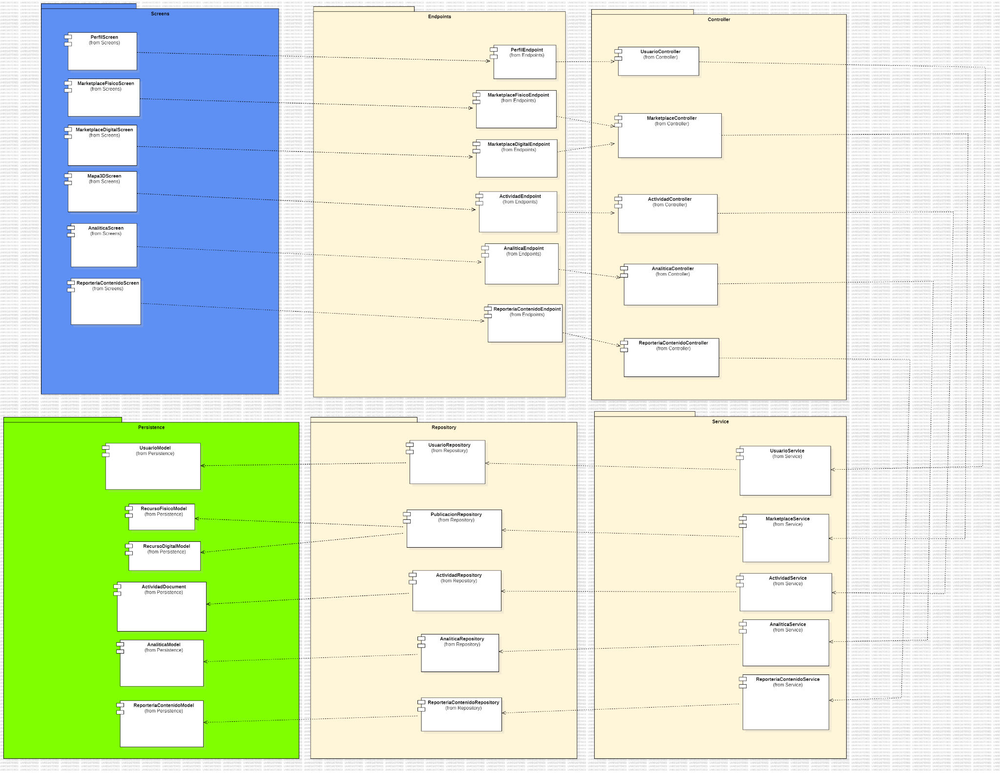 Screens
PerfilScreen
(from Screens)
MarketplaceFisicoScreen
(from Screens)
MarketplaceDigitalScreen
(from Screens)
Mapa3DScreen
(from Screens)
AnaliticaScreen
(from Screens)
ReporteriaContenidoScreen
(from Screens)
Endpoints
PerfilEndpoint
(from Endpoints)
MarketplaceFisicoEndpoint
(from Endpoints)
MarketplaceDigitalEndpoint
(from Endpoints)
ActividadEndpoint
(from Endpoints)
AnaliticaEndpoint
(from Endpoints)
ReporteriaContenidoEndpoint
(from Endpoints)
Controller
UsuarioController
(from Controller)
MarketplaceController
(from Controller)
ActividadController
(from Controller)
AnaliticaController
(from Controller)
ReporteriaContenidoController
(from Controller)
Persistence
UsuarioModel
(from Persistence)
RecursoFisicoModel
(from Persistence)
RecursoDigitalModel
(from Persistence)
ActividadDocument
(from Persistence)
AnaliticaModel
(from Persistence)
ReporteriaContenidoModel
(from Persistence)
Repository
UsuarioRepository
(from Repository)
PublicacionRepository
(from Repository)
ActividadRepository
(from Repository)
AnaliticaRepository
(from Repository)
ReporteriaContenidoRepository
(from Repository)
Service
UsuarioService
(from Service)
MarketplaceService
(from Service)
ActividadService
(from Service)
AnaliticaService
(from Service)
ReporteriaContenidoService
(from Service)
UNREGISTERED